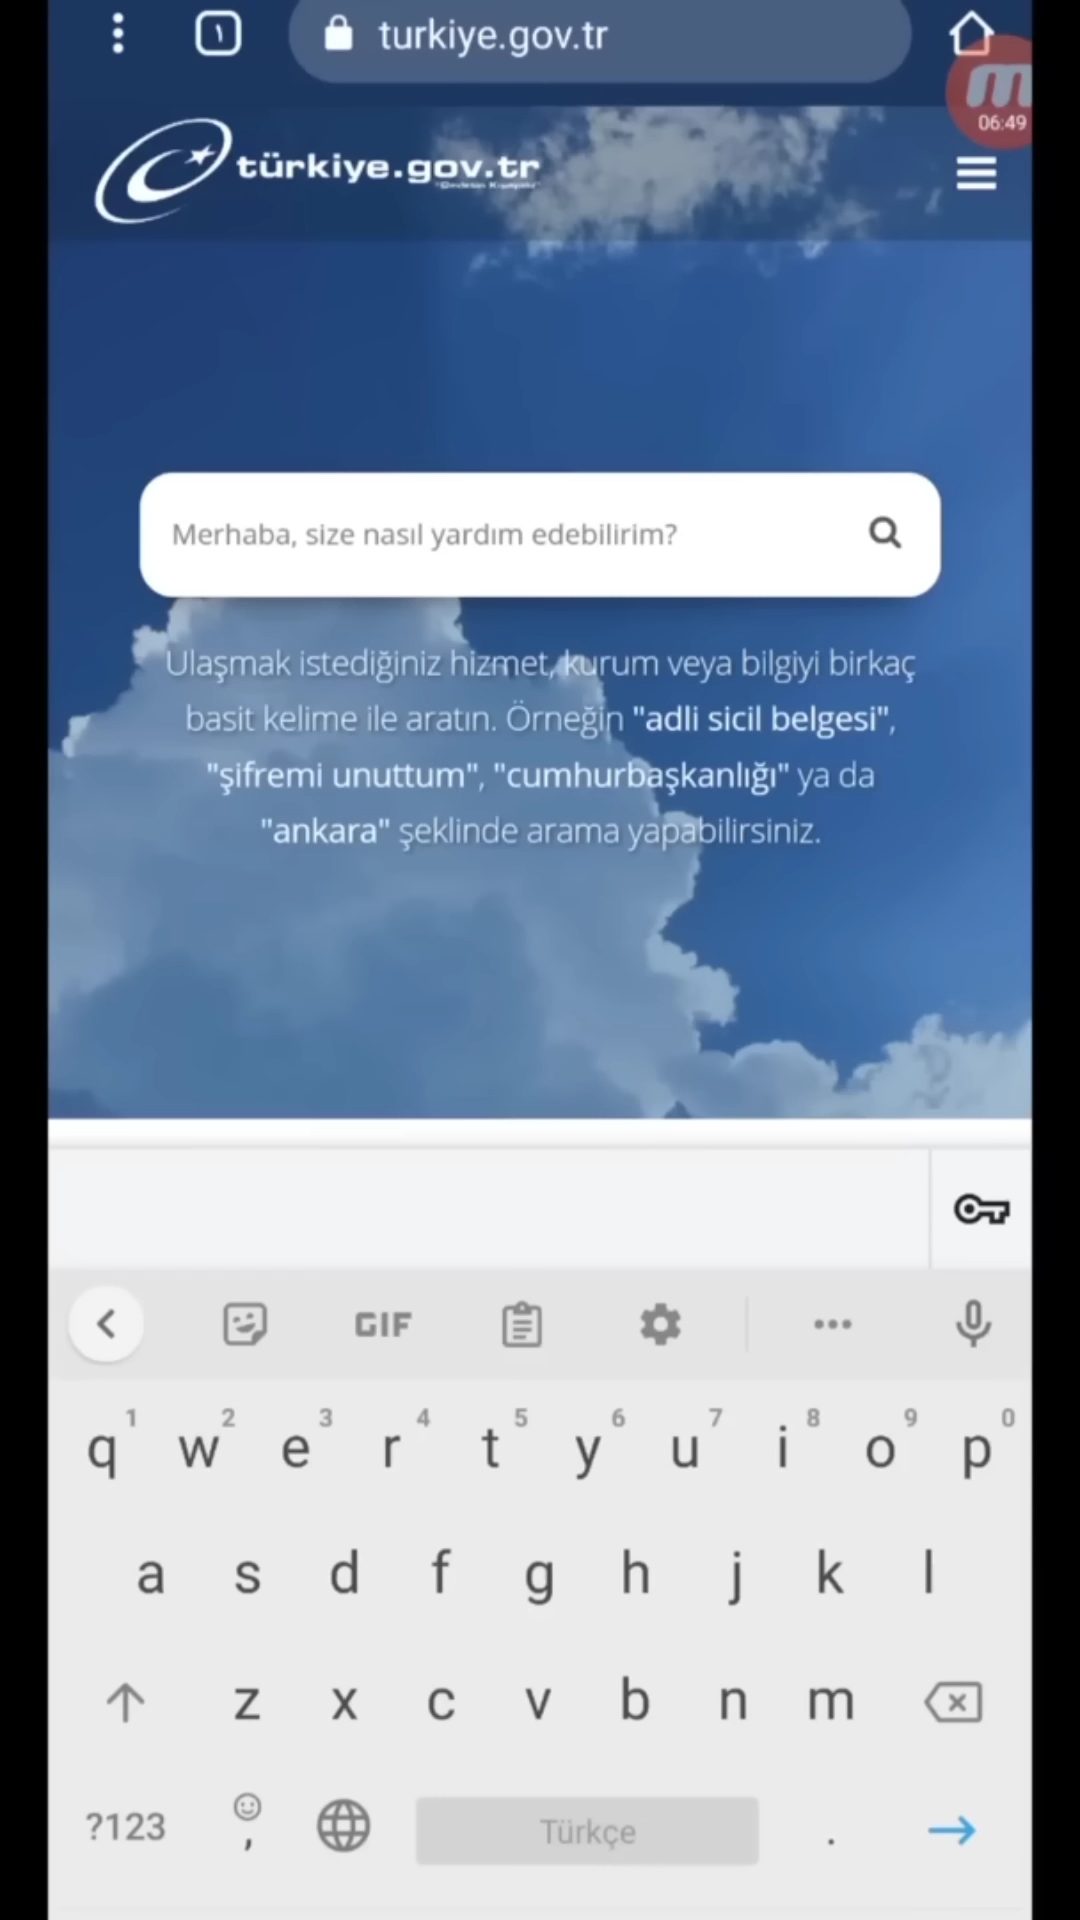 ١
turkiye.gov.tr
06:49
türkiye.gov.tr
Merhaba, size nasıl yardım edebilirim?
Ulaşmak istediğiniz hizmet, kurum veya bilgiyi birkaç
basit kelime ile aratın. Örneğin "adli sicil belgesi",
"şifremi unuttum", "cumhurbaşkanlığı" ya da
"ankara" şeklinde arama yapabilirsiniz.
GIF
1 2 3 4 5 6 7 8 9 0
q w e r t y u i o p
a s d f g h j k l
z x c v b n m
?123 , Türkçe .